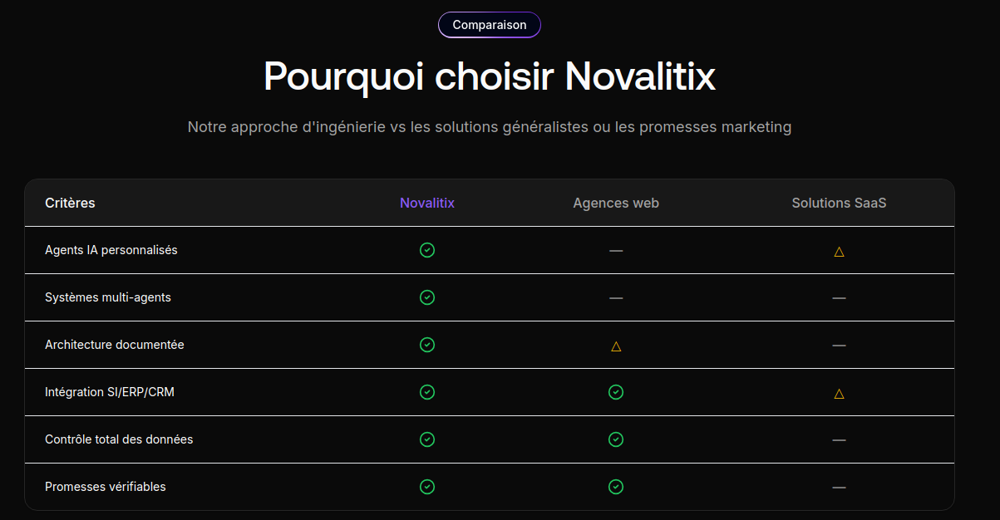 Comparaison
Pourquoi choisir Novalitix
Notre approche d'ingénierie vs les solutions généralistes ou les promesses marketing
Critères Novalitix Agences web Solutions SaaS
Agents IA personnalisés — △
Systèmes multi-agents — —
Architecture documentée △ —
Intégration SI/ERP/CRM △
Contrôle total des données —
Promesses vérifiables —